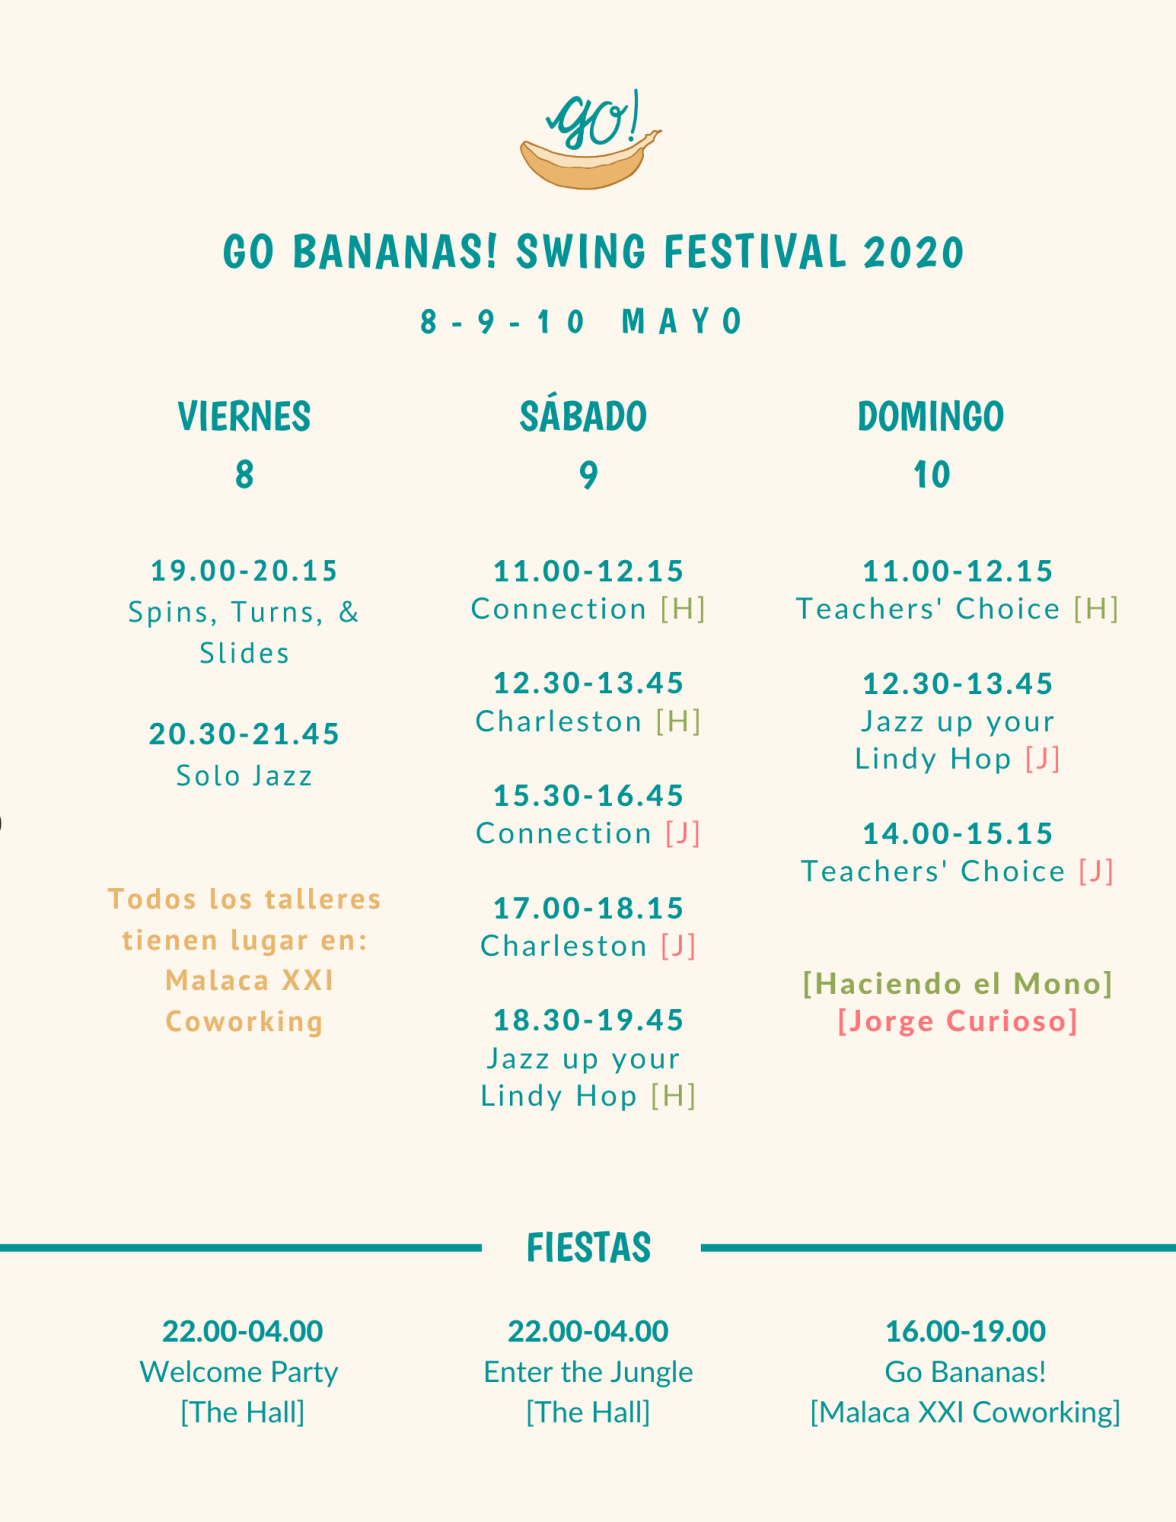 go!
GO BANANAS! SWING FESTIVAL 2020
8-9-10 MAYO
VIERNES
8
19.00-20.15
Spins, Turns, &
Slides
20.30-21.45
Solo Jazz
Todos los talleres
tienen lugar en:
Malaca XXI
Coworking
SÁBADO
9
11.00-12.15
Connection [H]
12.30-13.45
Charleston [H]
15.30-16.45
Connection [J]
17.00-18.15
Charleston [J]
18.30-19.45
Jazz up your
Lindy Hop [H]
DOMINGO
10
11.00-12.15
Teachers' Choice [H]
12.30-13.45
Jazz up your
Lindy Hop [J]
14.00-15.15
Teachers' Choice [J]
[Haciendo el Mono]
[Jorge Curioso]
FIESTAS
22.00-04.00
Welcome Party
[The Hall]
22.00-04.00
Enter the Jungle
[The Hall]
16.00-19.00
Go Bananas!
[Malaca XXI Coworking]